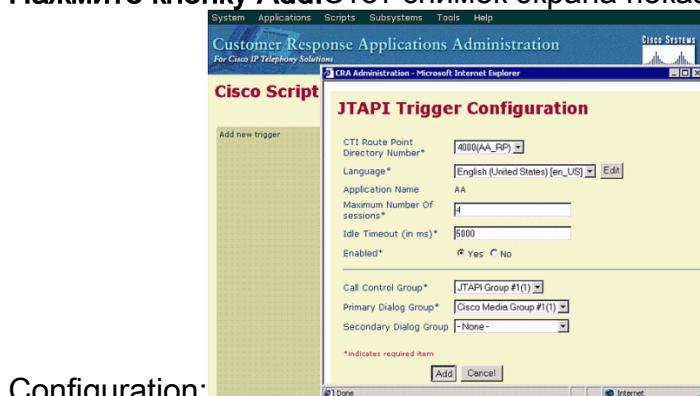 Нажмите кнопку Add.Этот снимок экрана показ
System Applications Scripts Subsystems Tools Help
Customer Response Applications Administration
For Cisco IP Telephony Solutions
CISCO SYSTEMS
CRA Administration - Microsoft Internet Explorer
Cisco Script
JTAPI Trigger Configuration
Add new trigger
CTI Route Point
Directory Number*
4000(AA_RP)
Language*
English (United States) [en_US]
Edit
Application Name
AA
Maximum Number Of
sessions*
4
Idle Timeout (in ms)*
5000
Enabled*
Yes No
Call Control Group*
JTAPI Group #1(1)
Primary Dialog Group*
Cisco Media Group #1(1)
Secondary Dialog Group
- None -
*indicates required item
Add Cancel
Done
Internet
Configuration: